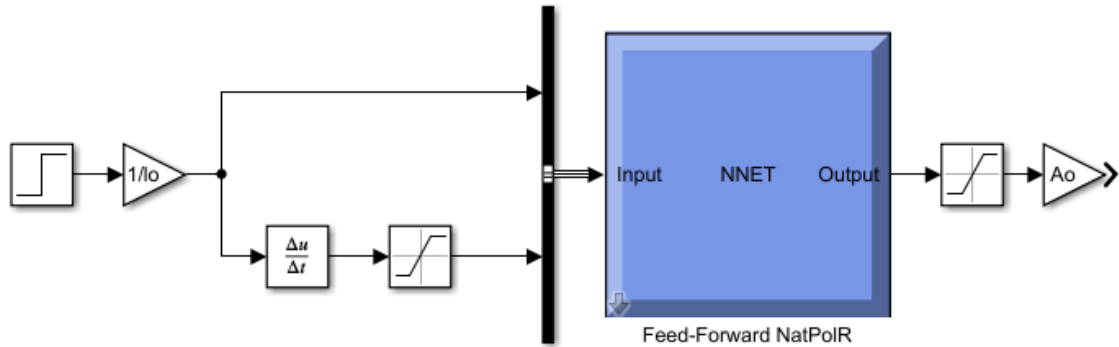 1/Io
Δu
Δt
Input NNET Output
Ao
Feed-Forward NatPolR